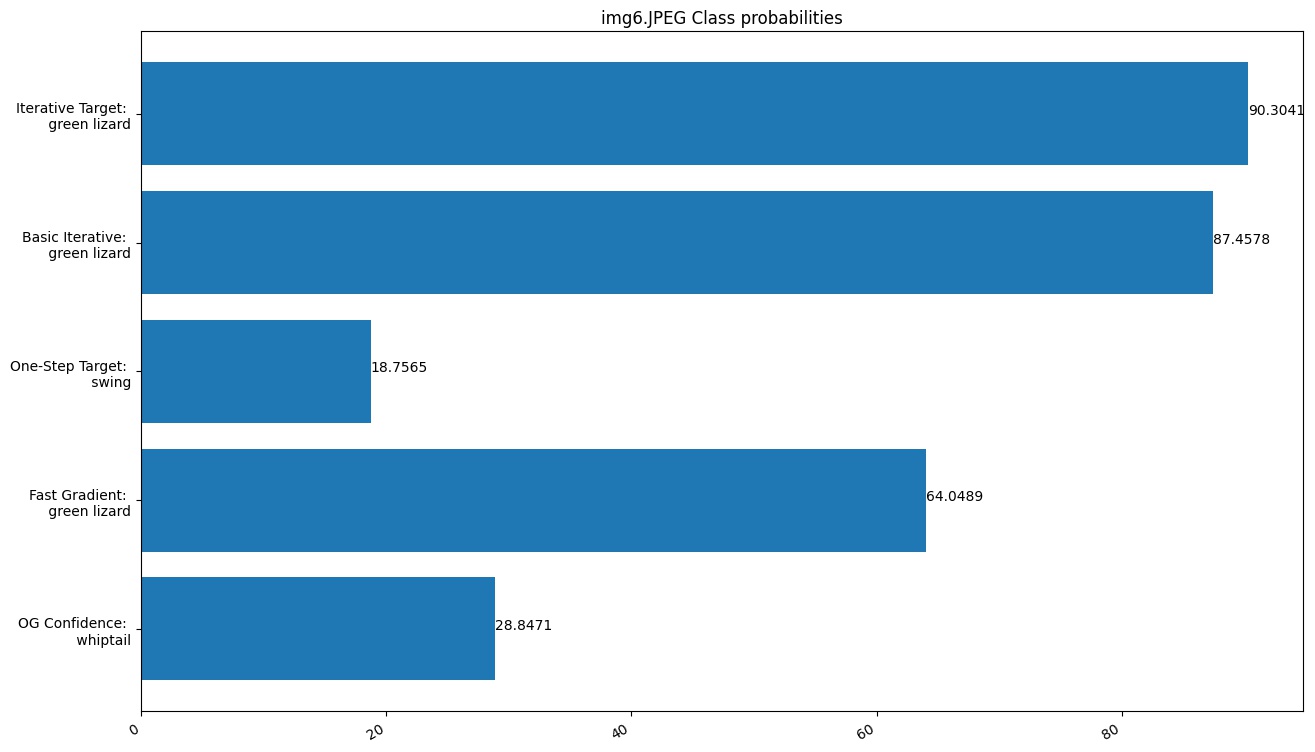 img6.JPEG Class probabilities
Iterative Target:
green lizard
90.3041
Basic Iterative:
green lizard
87.4578
One-Step Target:
swing
18.7565
Fast Gradient:
green lizard
64.0489
OG Confidence:
whiptail
28.8471
0
20
40
60
80